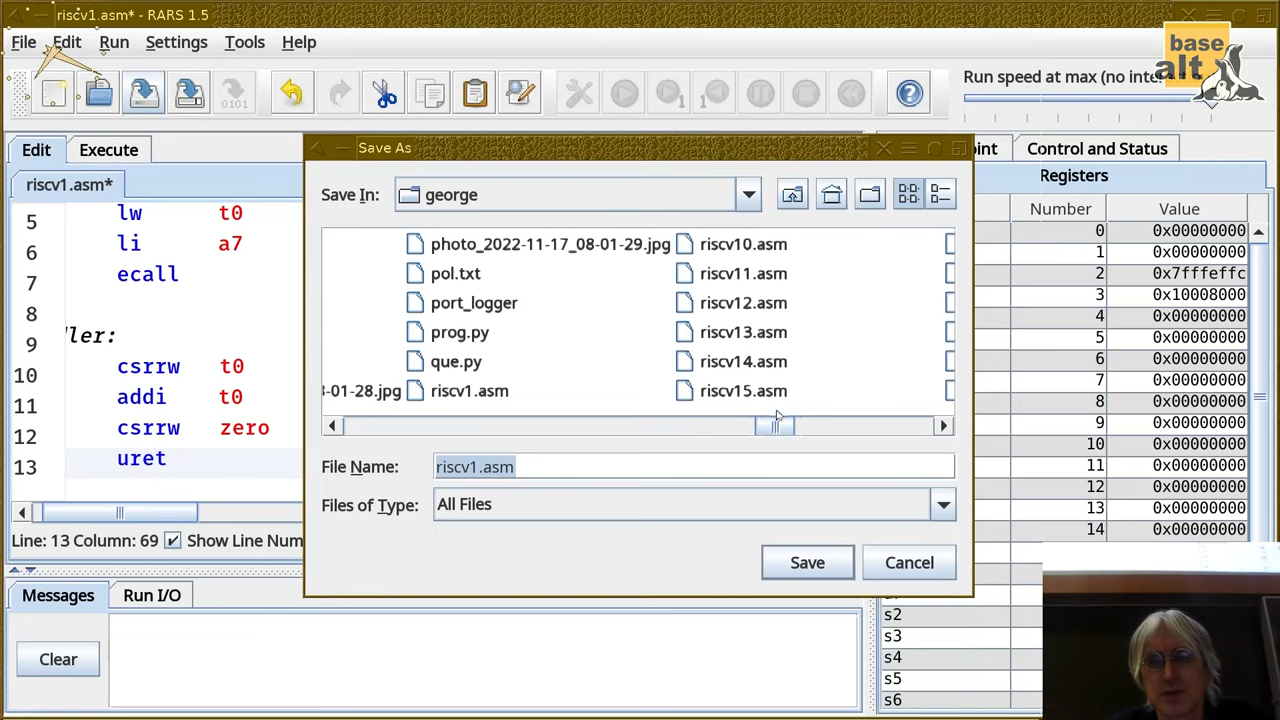 riscv1.asm* - RARS 1.5
File Edit Run Settings Tools Help
Run speed at max (no inte
base
alt
Edit Execute
riscv1.asm*
5 lw t0
6 li a7
7 ecall
8
9 ler:
10 csrrw t0
11 addi t0
12 csrrw zero
13 uret
Line: 13 Column: 69 Show Line Num
Messages Run I/O
Clear
Save As
Save In: george
photo_2022-11-17_08-01-29.jpg riscv10.asm
pol.txt riscv11.asm
port_logger riscv12.asm
prog.py riscv13.asm
que.py riscv14.asm
-01-28.jpg riscv1.asm riscv15.asm
File Name: riscv1.asm
Files of Type: All Files
Save Cancel
oint Control and Status
Registers
Number Value
0 0x00000000
1 0x00000000
2 0x7fffeffc
3 0x10008000
4 0x00000000
5 0x00000000
6 0x00000000
7 0x00000000
8 0x00000000
9 0x00000000
10 0x00000000
11 0x00000000
12 0x00000000
13 0x00000000
14 0x00000000
s2
s3
s4
s5
s6